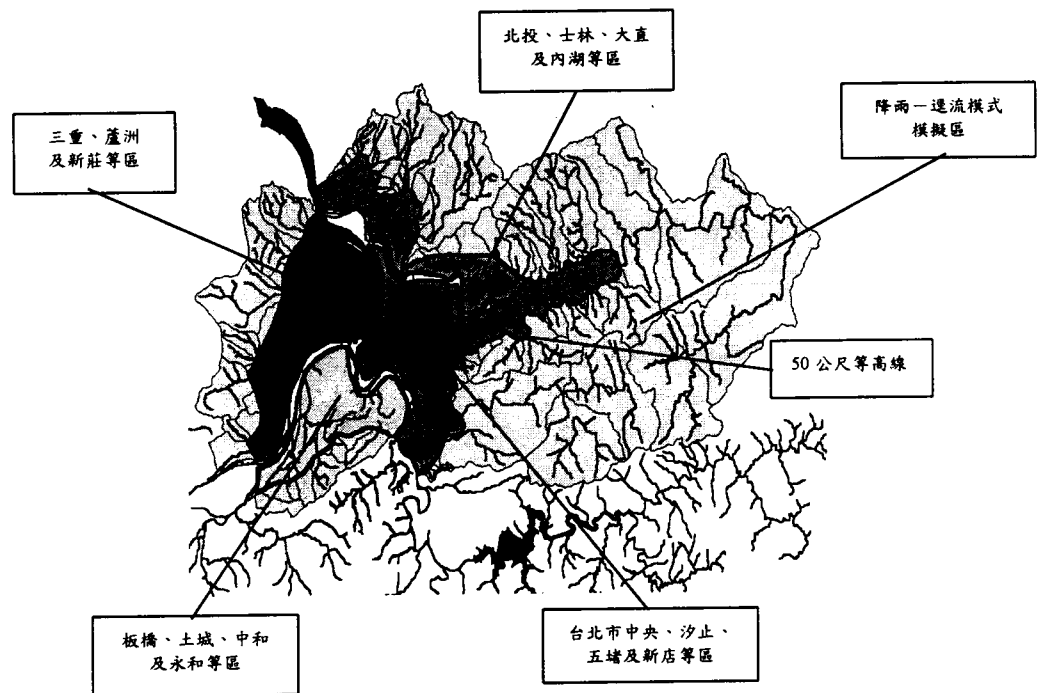 北投、士林、大直
及內湖等區
降雨－逕流模式
模擬區
三重、蘆洲
及新莊等區
50 公尺等高線
板橋、土城、中和
及永和等區
台北市中央、汐止、
五堵及新店等區